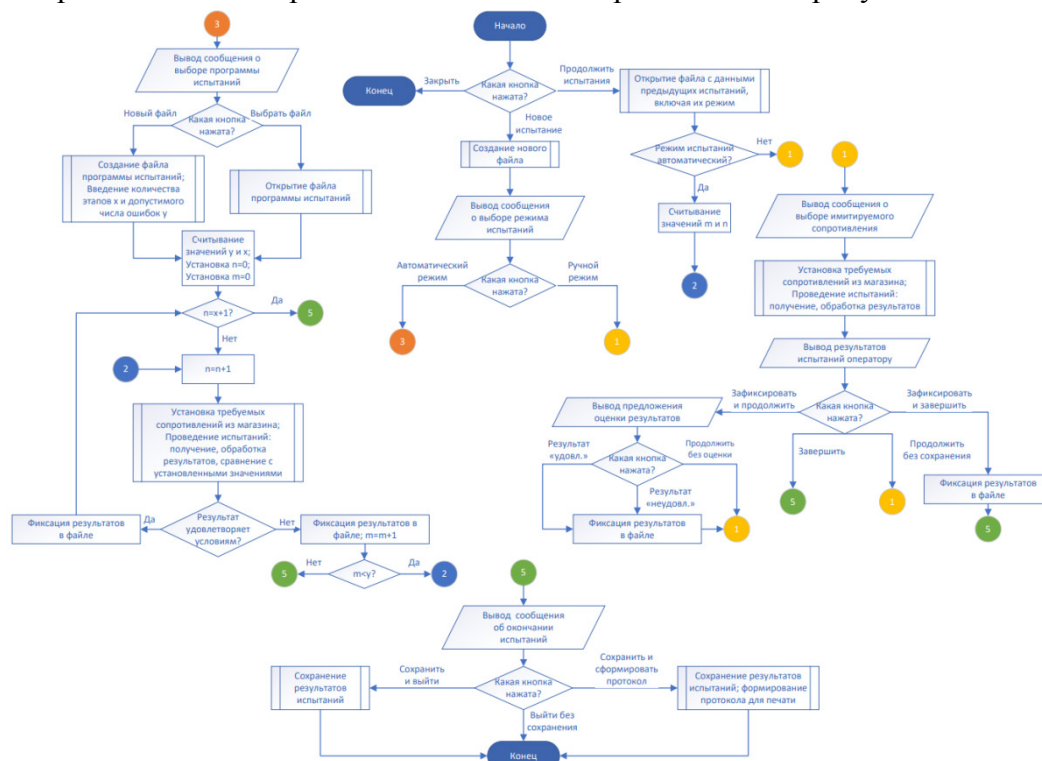 3
Вывод сообщения о
выборе программы
испытаний
Новый файл
Какая кнопка
нажата?
Выбрать файл
Создание файла
программы испытаний;
Введение количества
этапов x и допустимого
числа ошибок y
Открытие файла
программы испытаний
Считывание
значений y и x;
Установка n=0;
Установка m=0
n=x+1?
Да
5
Нет
2
n=n+1
Установка требуемых
сопротивлений из магазина;
Проведение испытаний:
получение, обработка
результатов, сравнение с
установленными значениями
Фиксация результатов
в файле
Да
Результат
удовлетворяет
условиям?
Нет
Фиксация результатов в
файле; m=m+1
5
Нет
m<y?
Да
2
Начало
Конец
Закрыть
Какая кнопка
нажата?
Продолжить
испытания
Открытие файла с данными
предыдущих испытаний,
включая их режим
Новое
испытание
Создание нового
файла
Режим испытаний
автоматический?
Нет
1
Да
Считывание
значений m и n
2
Вывод сообщения
о выборе режима
испытаний
Автоматический
режим
Какая кнопка
нажата?
Ручной
режим
3
1
1
Вывод сообщения о
выборе имитируемого
сопротивления
Установка требуемых
сопротивлений из магазина;
Проведение испытаний:
получение, обработка результатов
Вывод результатов
испытаний оператору
Зафиксировать
и продолжить
Какая кнопка
нажата?
Зафиксировать
и завершить
Вывод предложения
оценки результатов
Завершить
Продолжить
без сохранения
Результат
«удовл.»
Какая кнопка
нажата?
Продолжить
без оценки
Результат
«неудовл.»
5
1
Фиксация результатов
в файле
5
Фиксация результатов
в файле
1
5
Вывод сообщения
об окончании
испытаний
Сохранить
и выйти
Какая кнопка
нажата?
Сохранить и
сформировать
протокол
Сохранение
результатов
испытаний
Сохранение результатов
испытаний; формирование
протокола для печати
Выйти без
сохранения
Конец